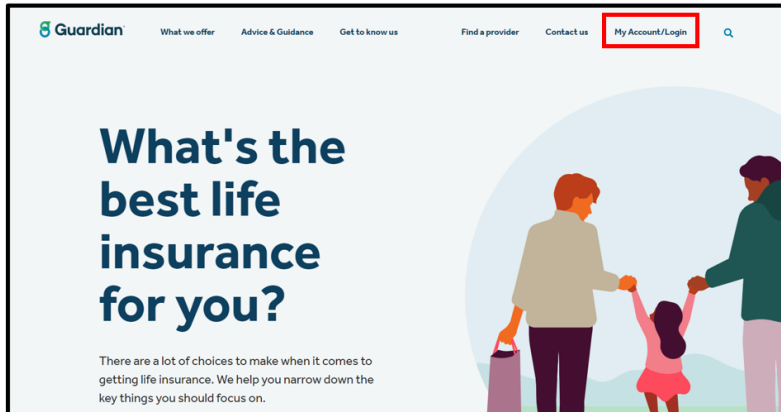 Guardian
What we offer Advice & Guidance Get to know us Find a provider Contact us My Account/Login
What's the
best life
insurance
for you?
There are a lot of choices to make when it comes to
getting life insurance. We help you narrow down the
key things you should focus on.